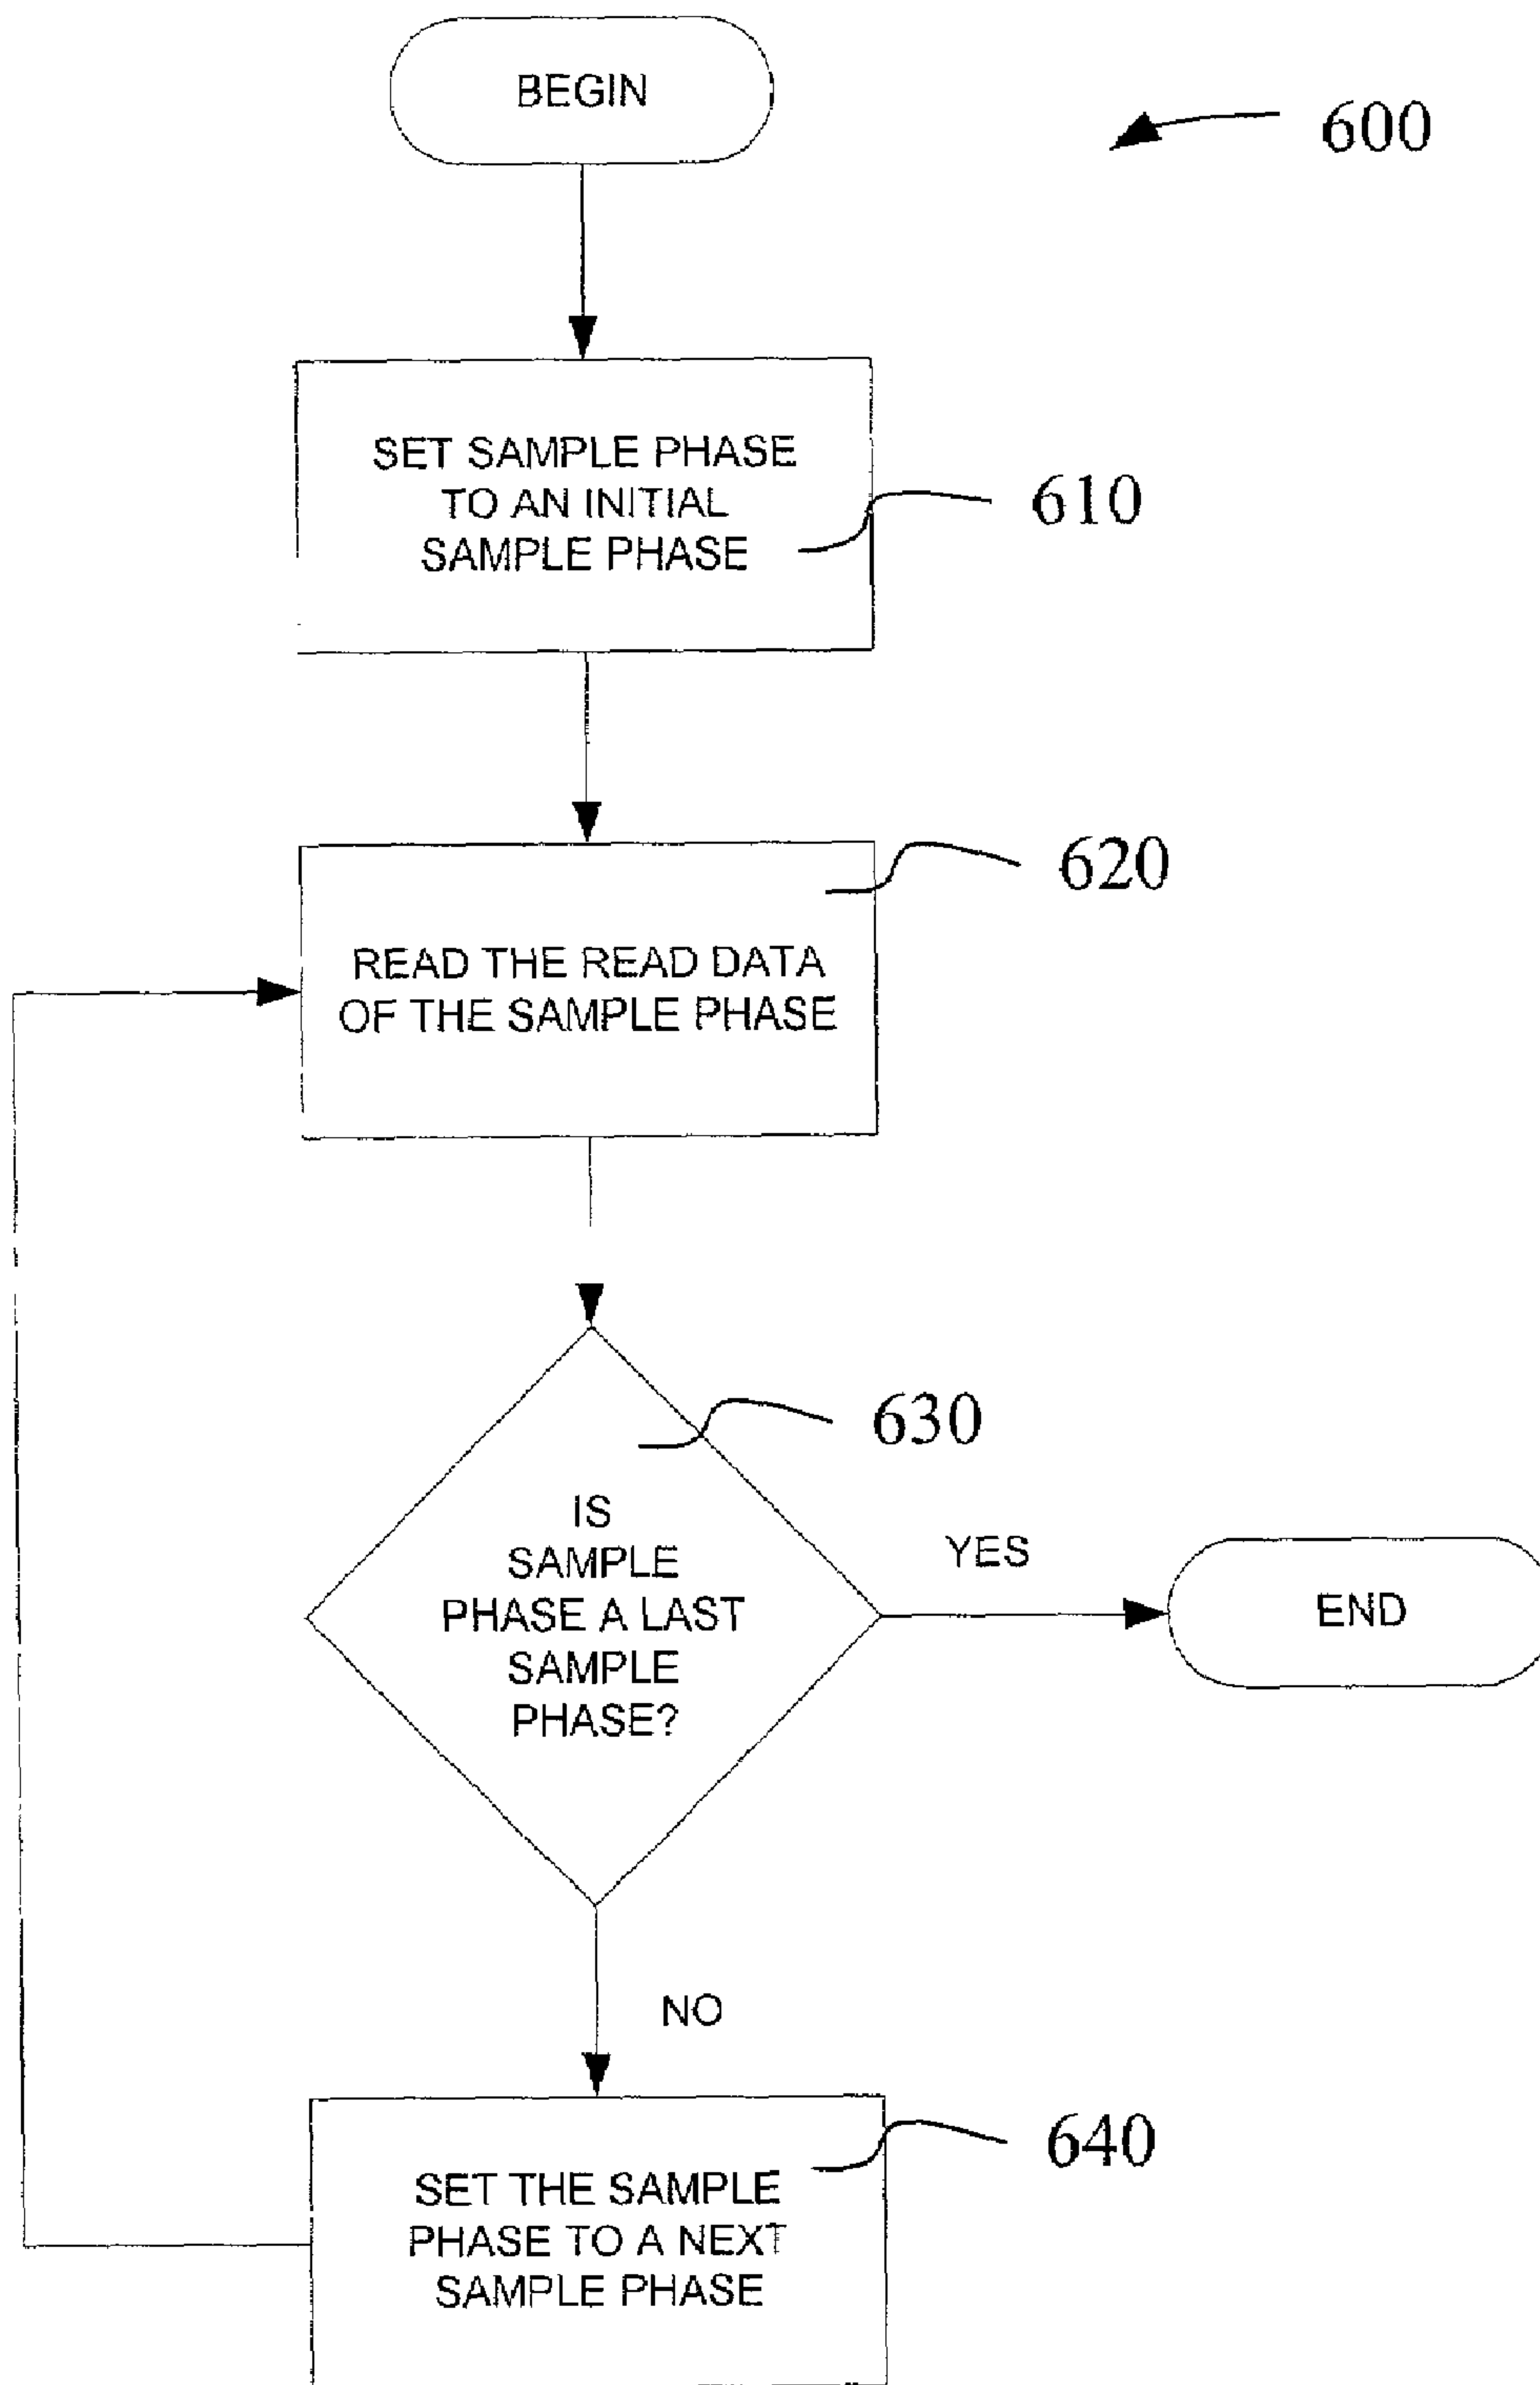 BEGIN
600
SET SAMPLE PHASE
TO AN INITIAL
SAMPLE PHASE
610
620
READ THE READ DATA
OF THE SAMPLE PHASE
630
IS
SAMPLE
PHASE A LAST
SAMPLE
PHASE?
YES
END
NO
640
SET THE SAMPLE
PHASE TO A NEXT
SAMPLE PHASE